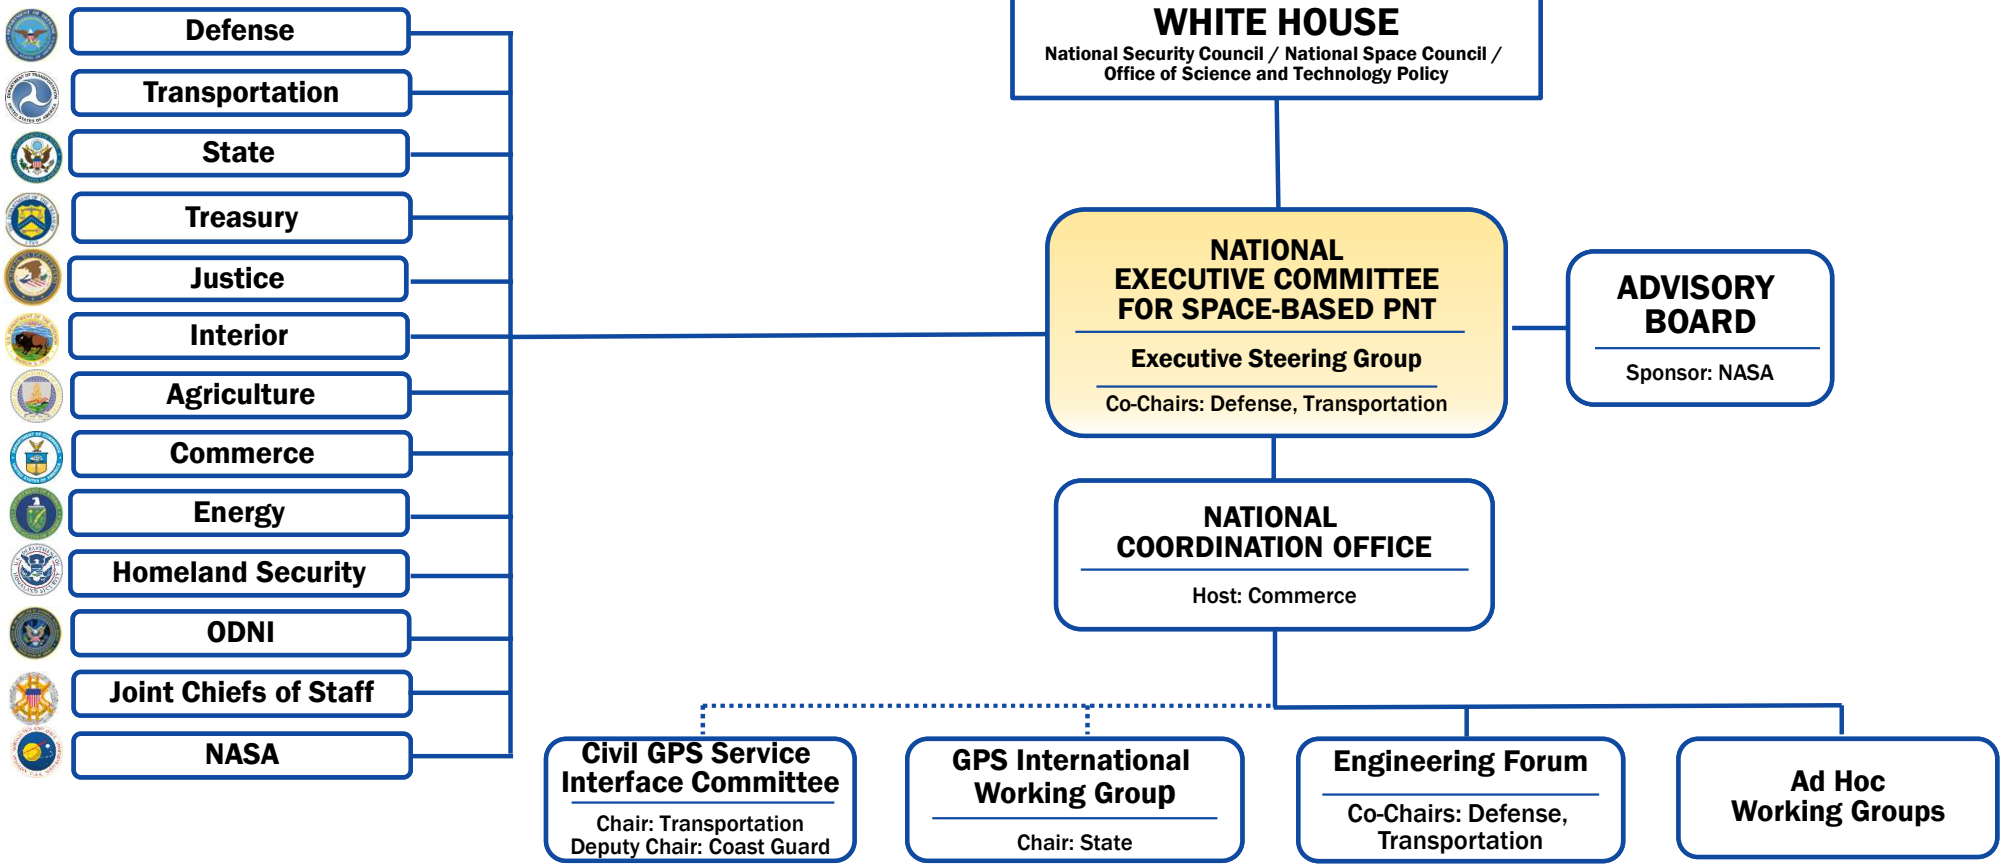 Defense
Transportation
State
Treasury
Justice
Interior
Agriculture
Commerce
Energy
Homeland Security
ODNI
Joint Chiefs of Staff
NASA
WHITE HOUSE
National Security Council / National Space Council /
Office of Science and Technology Policy
NATIONAL
EXECUTIVE COMMITTEE
FOR SPACE-BASED PNT
Executive Steering Group
Co-Chairs: Defense, Transportation
ADVISORY
BOARD
Sponsor: NASA
NATIONAL
COORDINATION OFFICE
Host: Commerce
Civil GPS Service
Interface Committee
Chair: Transportation
Deputy Chair: Coast Guard
GPS International
Working Group
Chair: State
Engineering Forum
Co-Chairs: Defense,
Transportation
Ad Hoc
Working Groups